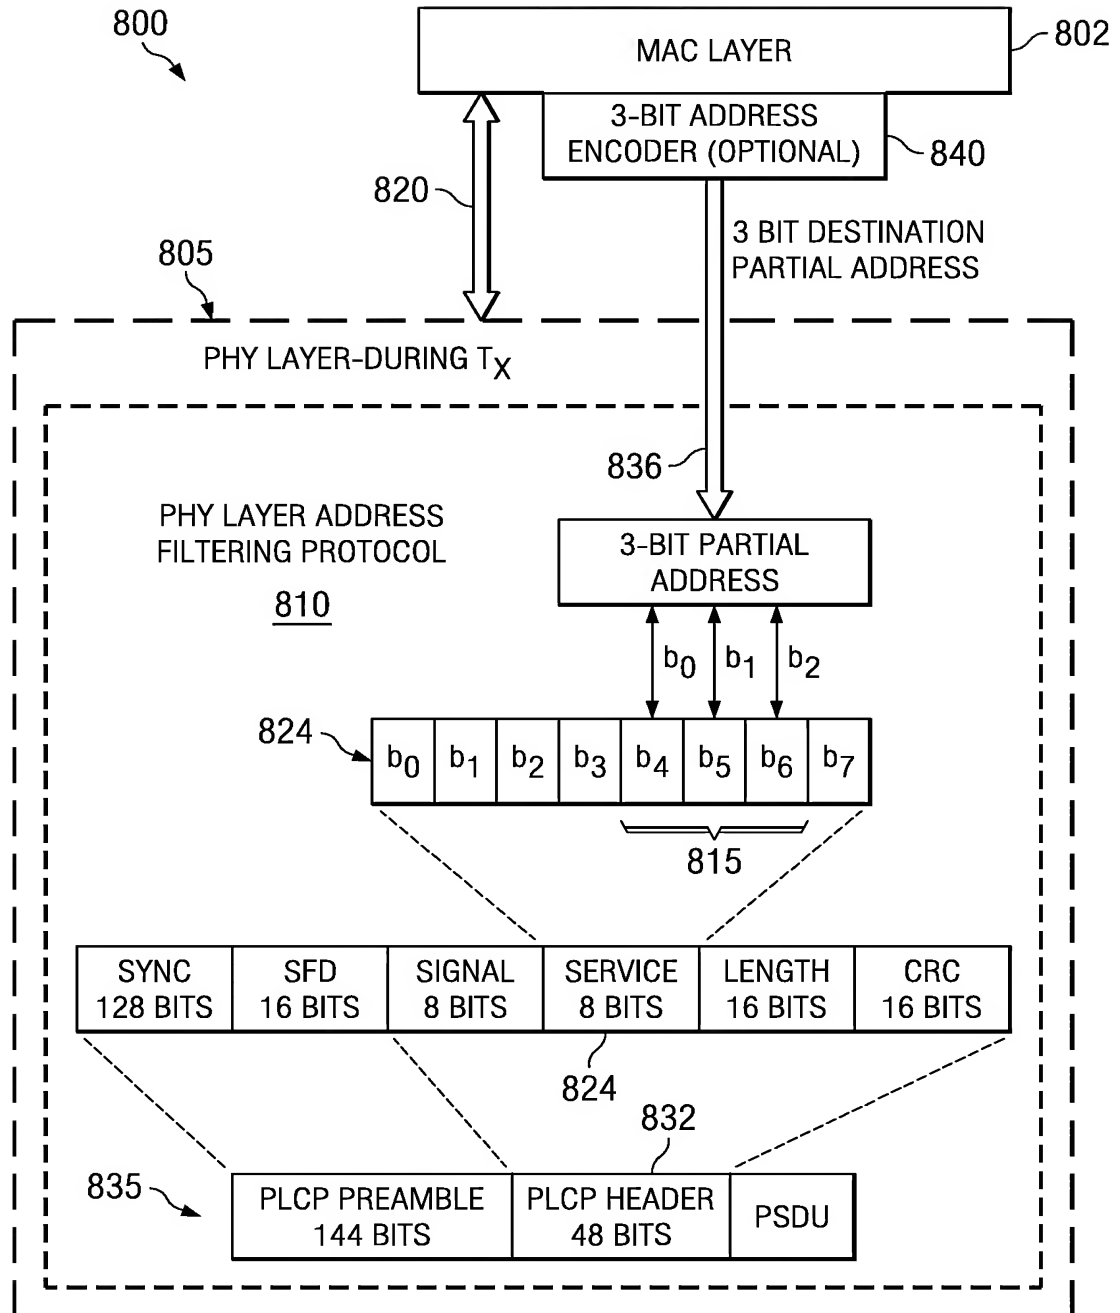 800
MAC LAYER
802
3-BIT ADDRESS
ENCODER (OPTIONAL)
840
820
3 BIT DESTINATION
PARTIAL ADDRESS
805
PHY LAYER-DURING TX
836
PHY LAYER ADDRESS
FILTERING PROTOCOL
810
3-BIT PARTIAL
ADDRESS
b0 b1 b2
824
b0 b1 b2 b3 b4 b5 b6 b7
815
SYNC SFD SIGNAL SERVICE LENGTH CRC
128 BITS 16 BITS 8 BITS 8 BITS 16 BITS 16 BITS
824
832
835
PLCP PREAMBLE PLCP HEADER PSDU
144 BITS 48 BITS